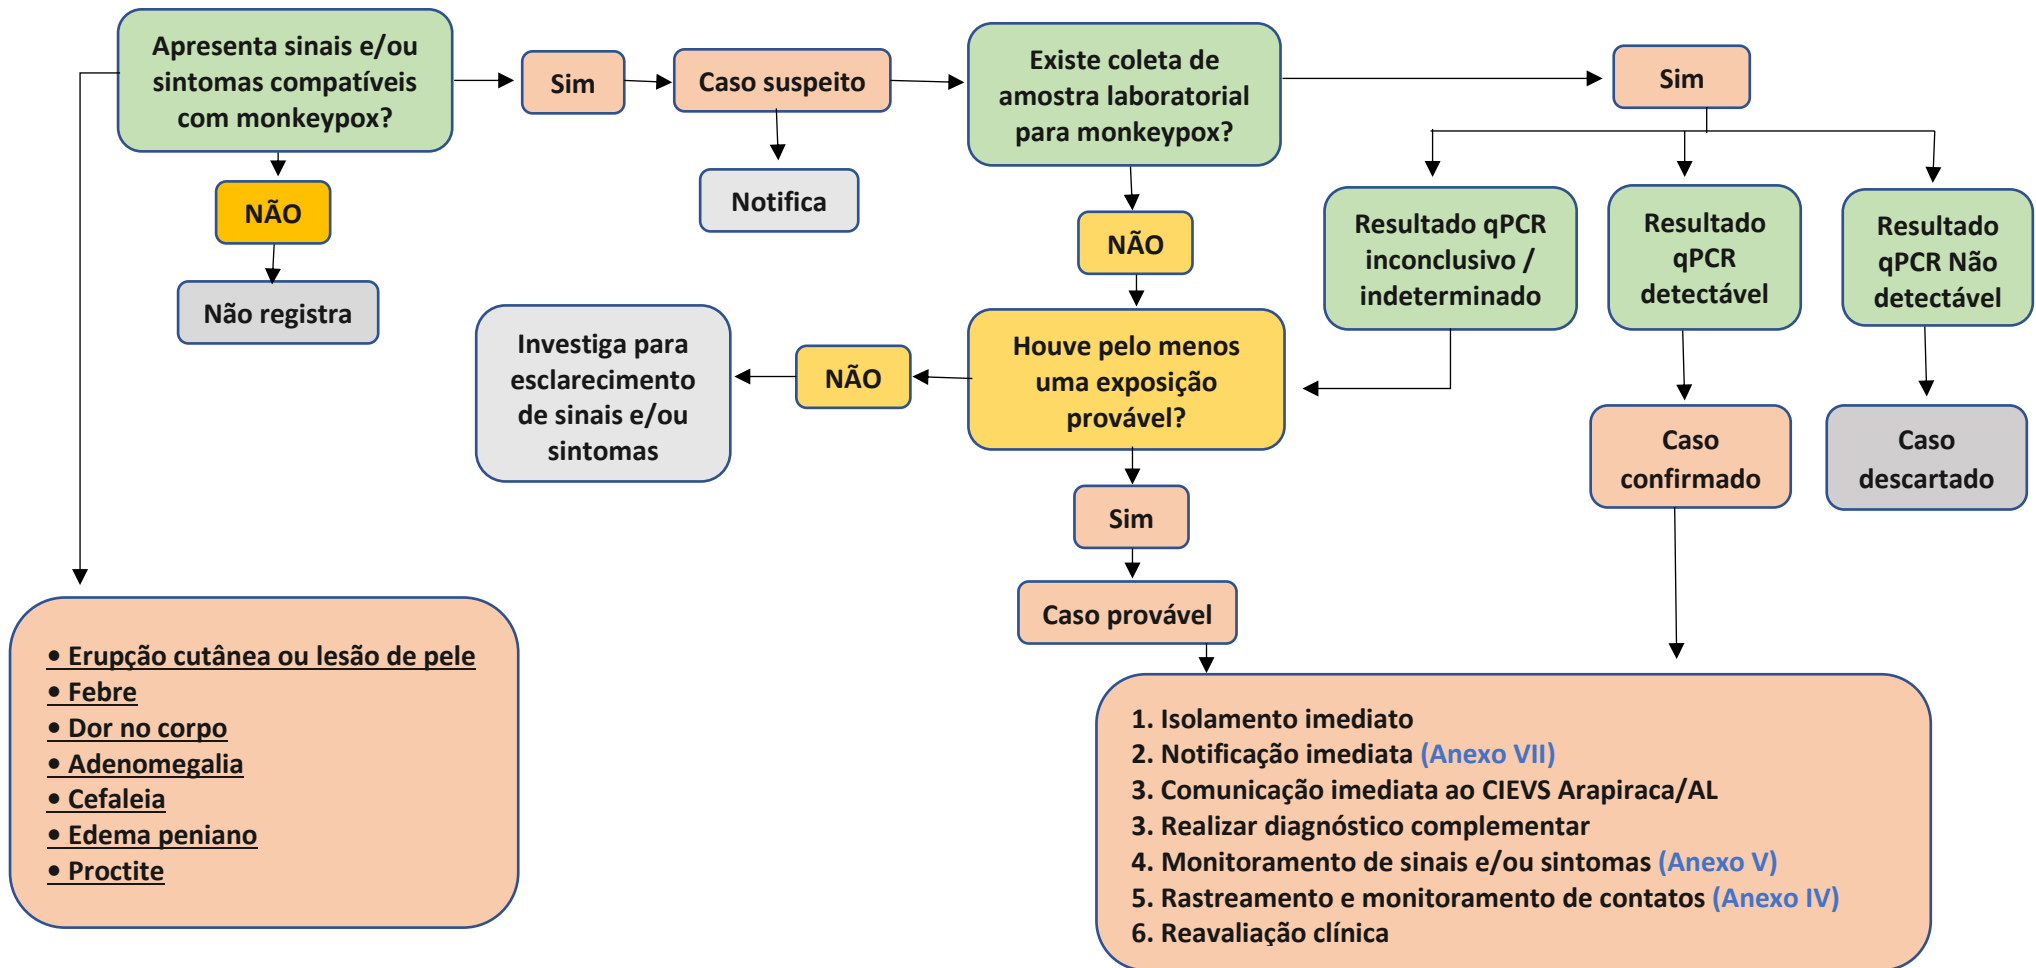 Apresenta sinais e/ou
sintomas compatíveis
com monkeypox?
Sim
Caso suspeito
Existe coleta de
amostra laboratorial
para monkeypox?
Sim
NÃO
Não registra
Notifica
NÃO
Resultado qPCR
inconclusivo /
indeterminado
Resultado
qPCR
detectável
Resultado
qPCR Não
detectável
Investiga para
esclarecimento
de sinais e/ou
sintomas
NÃO
Houve pelo menos
uma exposição
provável?
Caso
confirmado
Caso
descartado
Sim
Caso provável
• Erupção cutânea ou lesão de pele
• Febre
• Dor no corpo
• Adenomegalia
• Cefaleia
• Edema peniano
• Proctite
1. Isolamento imediato
2. Notificação imediata (Anexo VII)
3. Comunicação imediata ao CIEVS Arapiraca/AL
3. Realizar diagnóstico complementar
4. Monitoramento de sinais e/ou sintomas (Anexo V)
5. Rastreamento e monitoramento de contatos (Anexo IV)
6. Reavaliação clínica